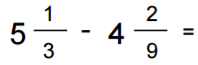 5 1/3 - 4 2/9 =